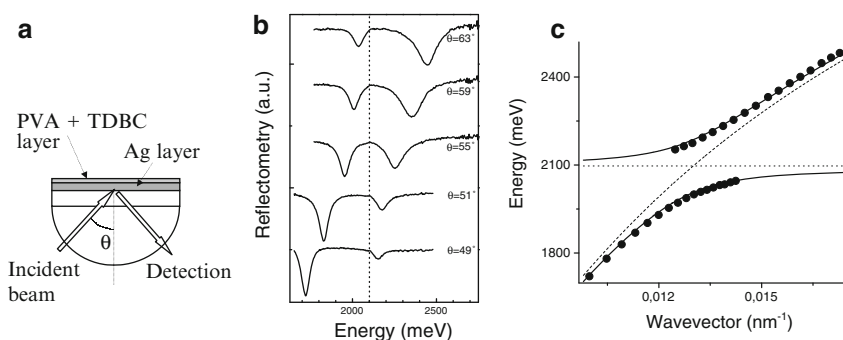 a
PVA + TDBC
layer
Ag layer
θ
Incident
beam
Detection
b
Reflectometry (a.u.)
θ=63°
θ=59°
θ=55°
θ=51°
θ=49°
2000
2500
Energy (meV)
c
Energy (meV)
2400
2100
1800
0,012
0,015
Wavevector (nm⁻¹)